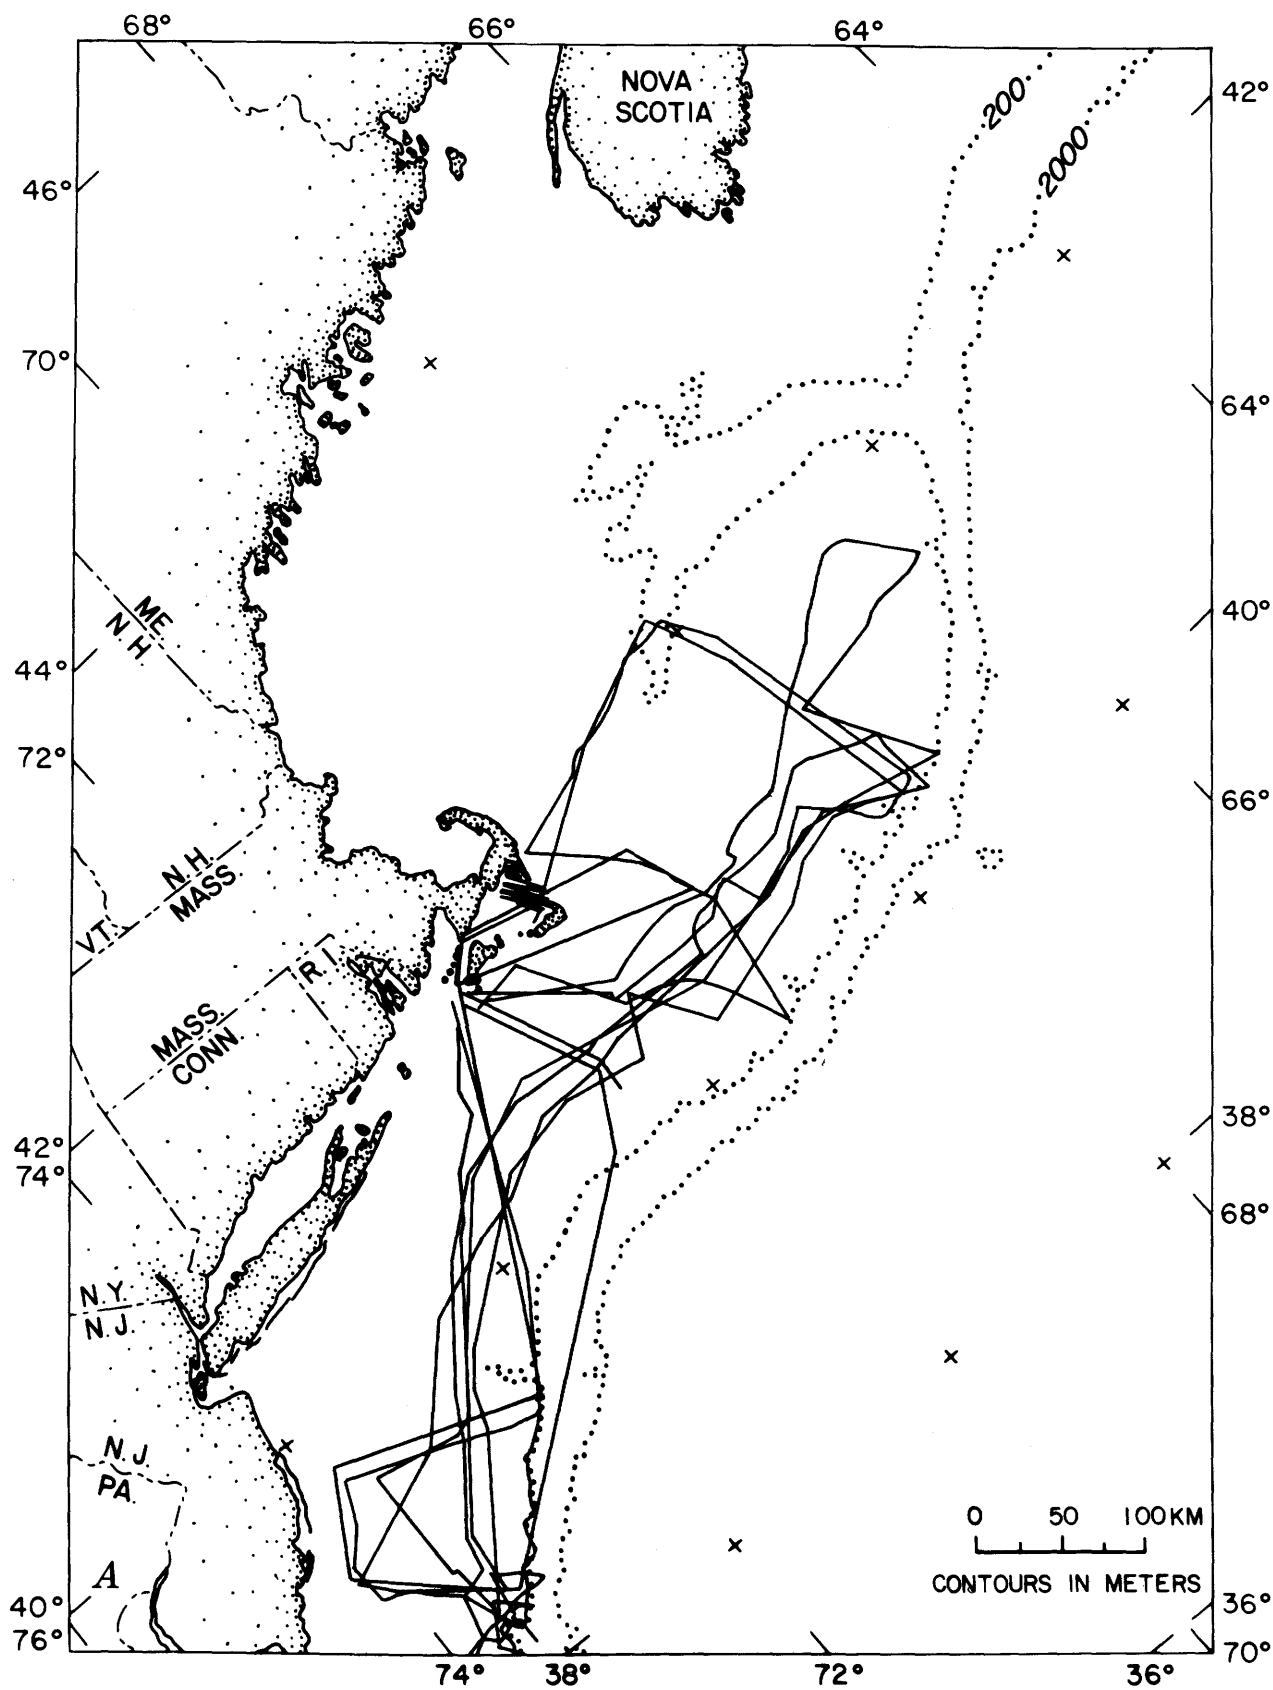 68° 66° 64°
NOVA
SCOTIA
200
2000
42°
46°
70°
64°
ME
N H
40°
44°
72°
66°
N.H.
MASS
VT.
R I
MASS.
CONN.
38°
42°
74°
68°
N.Y.
N.J.
N.J
PA.
0 50 100 KM
A
CONTOURS IN METERS
40°
36°
76°
70°
74° 38° 72° 36°